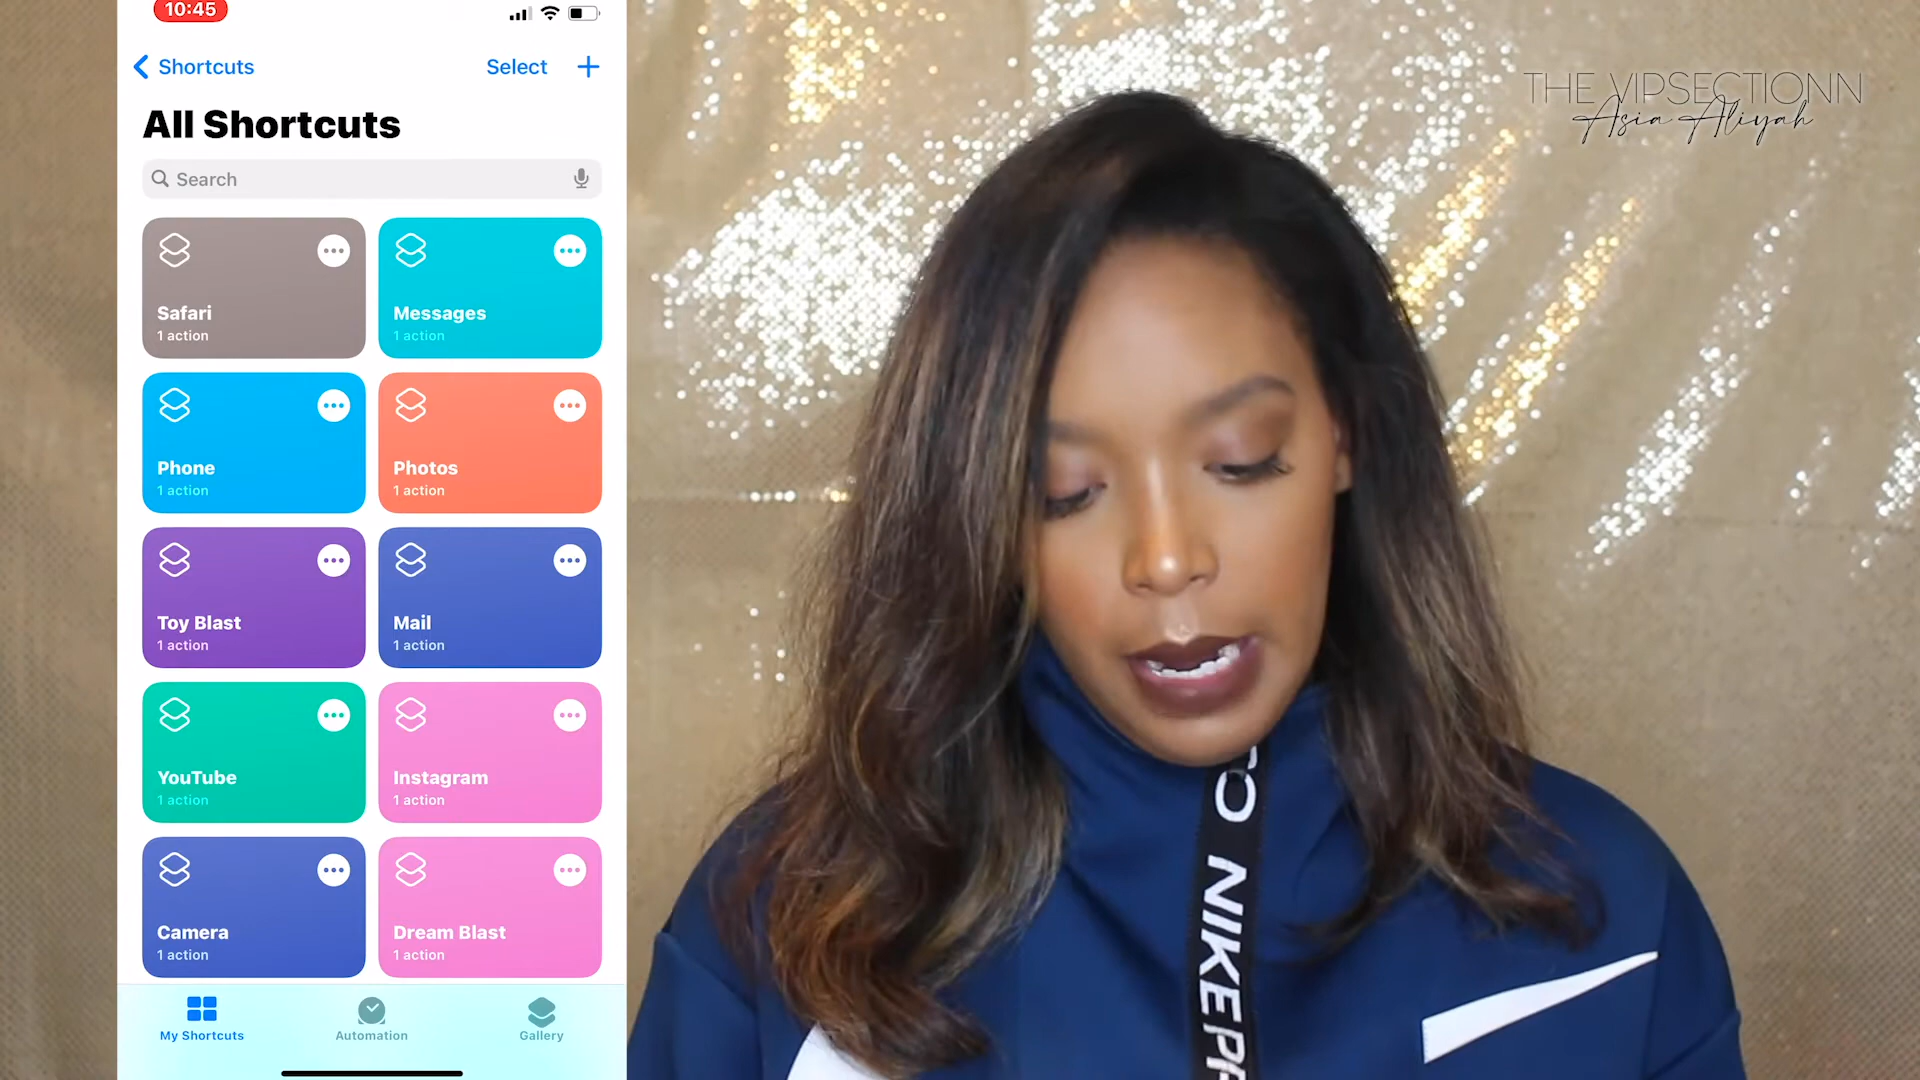 10:45
Shortcuts
Select
All Shortcuts
Search
Safari
1 action
Messages
1 action
Phone
1 action
Photos
1 action
Toy Blast
1 action
Mail
1 action
YouTube
1 action
Instagram
1 action
Camera
1 action
Dream Blast
1 action
My Shortcuts
Automation
Gallery
THE VIPSECTIONN
Asia Aliyah
NIKE